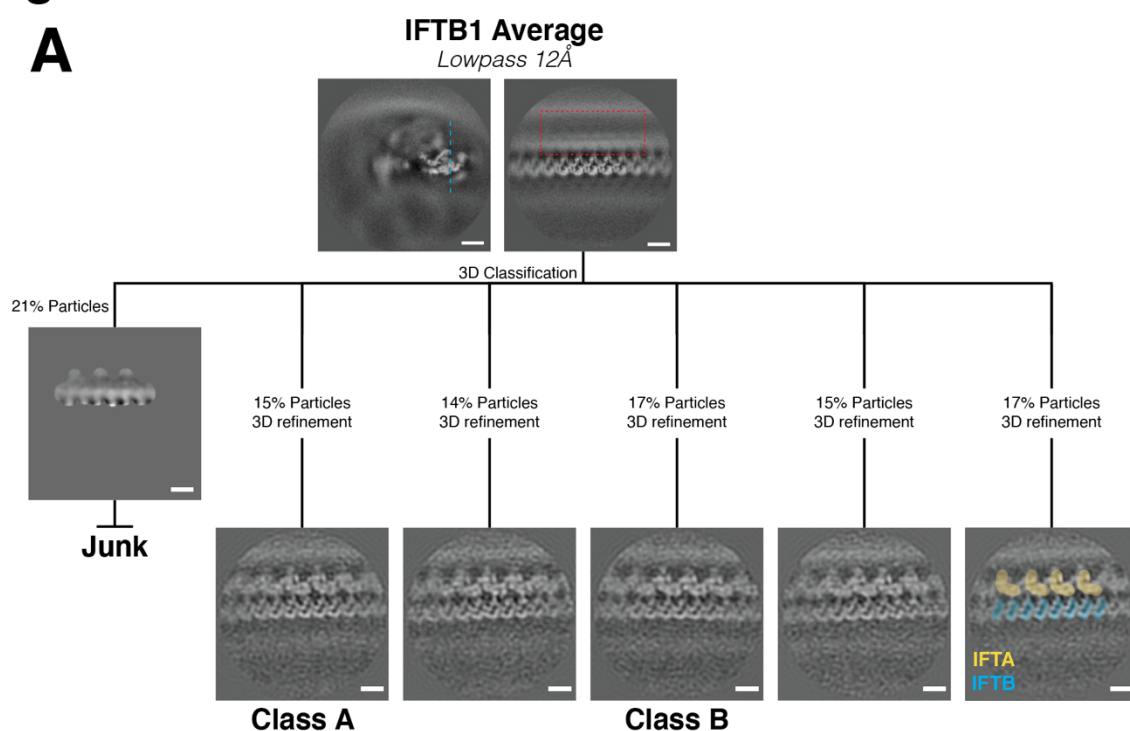 A
IFTB1 Average
Lowpass 12Å
3D Classification
21% Particles
15% Particles
3D refinement
14% Particles
3D refinement
17% Particles
3D refinement
15% Particles
3D refinement
17% Particles
3D refinement
Junk
IFTA
IFTB
Class A
Class B